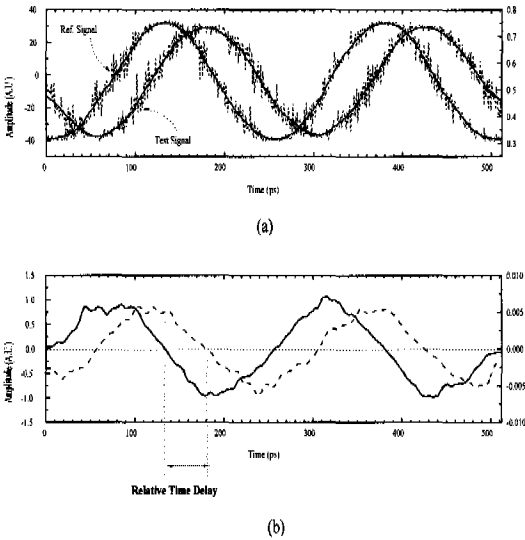 40 20 0 -20 -40
Amplitude (A.U.)
Ref. Signal
Test Signal
0.8 0.7 0.6 0.5 0.4 0.3
0 100 200 300 400 500
Time (ps)
(a)
1.5 1.0 0.5 0.0 -0.5 -1.0 -1.5
Amplitude (A.U.)
0.010 0.005 0.000 -0.005 -0.010
0 100 200 300 400 500
Time (ps)
Relative Time Delay
(b)